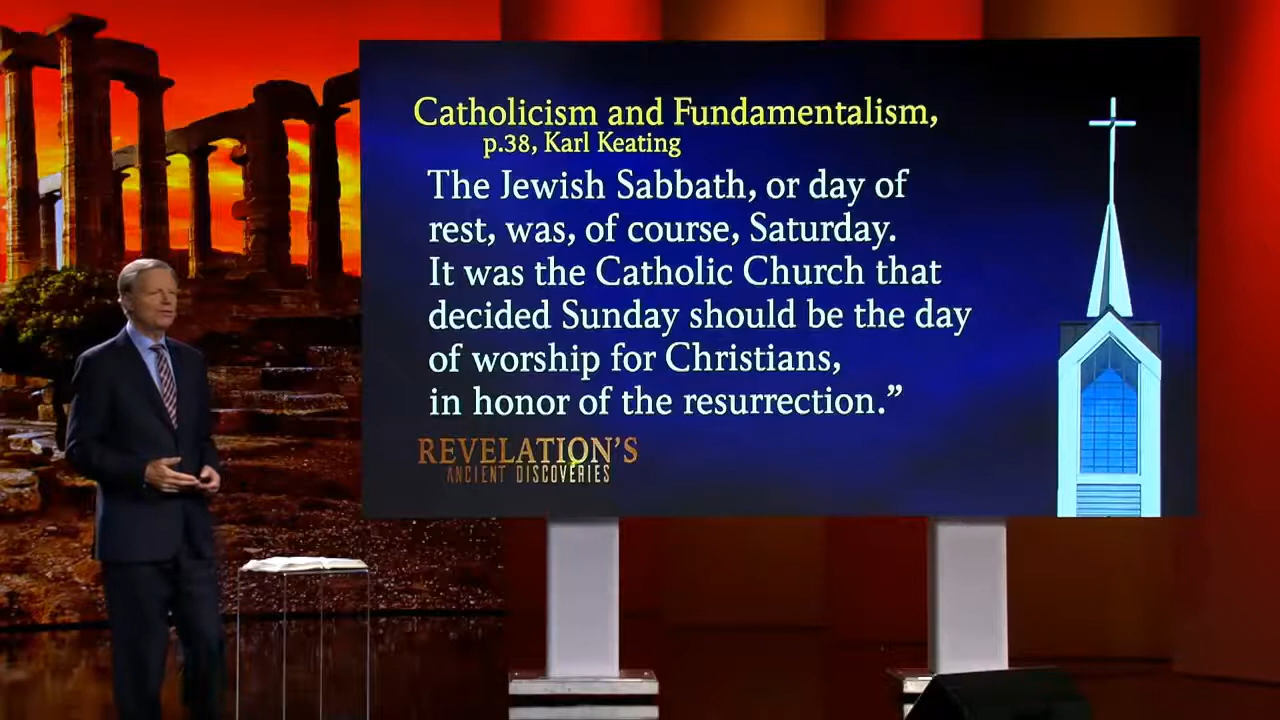 Catholicism and Fundamentalism,
p.38, Karl Keating
The Jewish Sabbath, or day of
rest, was, of course, Saturday.
It was the Catholic Church that
decided Sunday should be the day
of worship for Christians,
in honor of the resurrection.”
REVELATION'S
ANCIENT DISCOVERIES